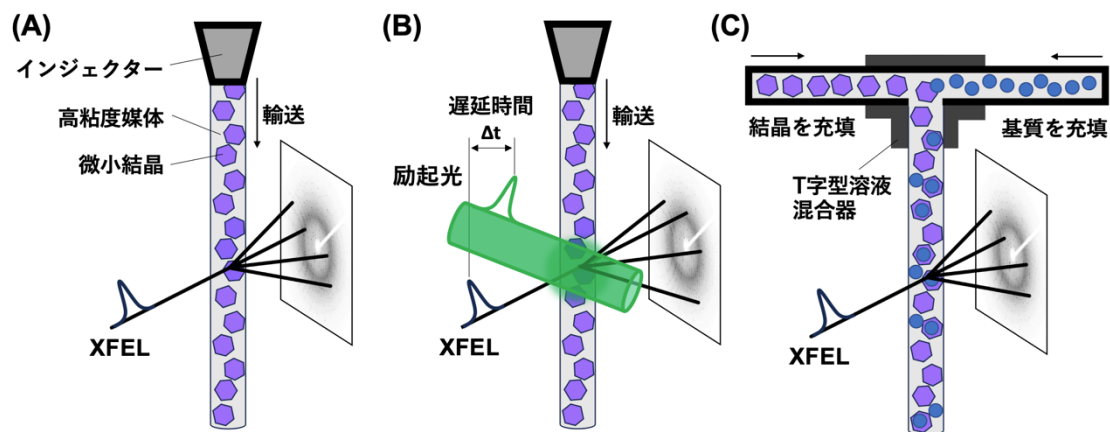 (A)
インジェクター
輸送
高粘度媒体
微小結晶
XFEL
(B)
遅延時間
Δt
輸送
励起光
XFEL
(C)
結晶を充填
基質を充填
T字型溶液
混合器
XFEL